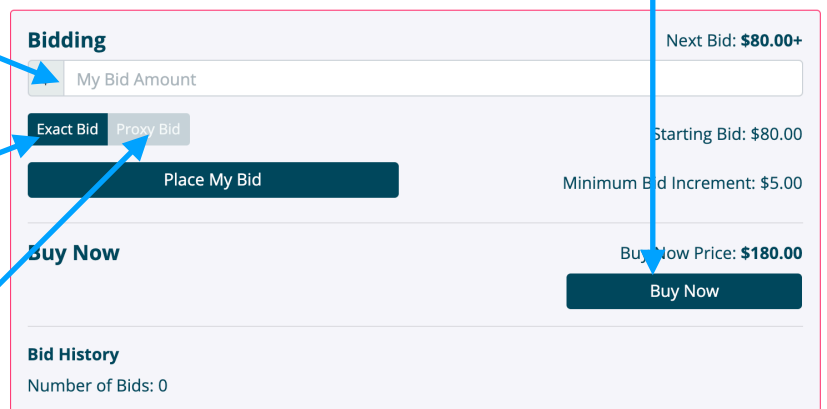 Bidding
Next Bid: $80.00+
My Bid Amount
Exact Bid
Proxy Bid
Starting Bid: $80.00
Place My Bid
Minimum Bid Increment: $5.00
Buy Now
Buy Now Price: $180.00
Buy Now
Bid History
Number of Bids: 0